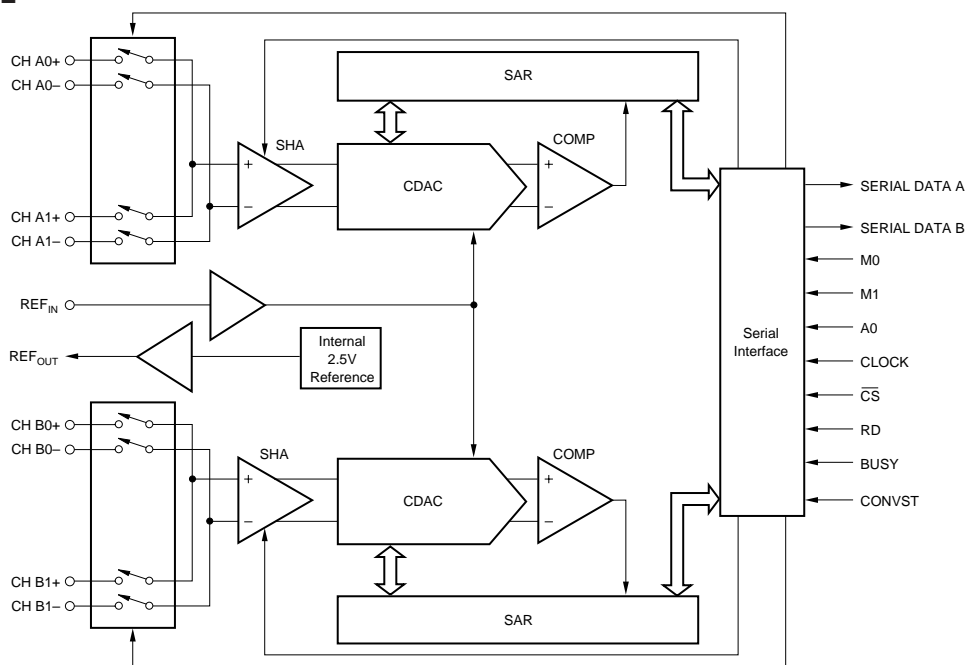 SAR
CH A0+
CH A0–
SHA
COMP
+
–
CDAC
+
–
CH A1+
CH A1–
SERIAL DATA A
SERIAL DATA B
M0
M1
A0
CLOCK
CS
RD
BUSY
CONVST
Serial
Interface
REFIN
REFOUT
Internal
2.5V
Reference
CH B0+
CH B0–
SHA
COMP
+
–
CDAC
+
–
CH B1+
CH B1–
SAR